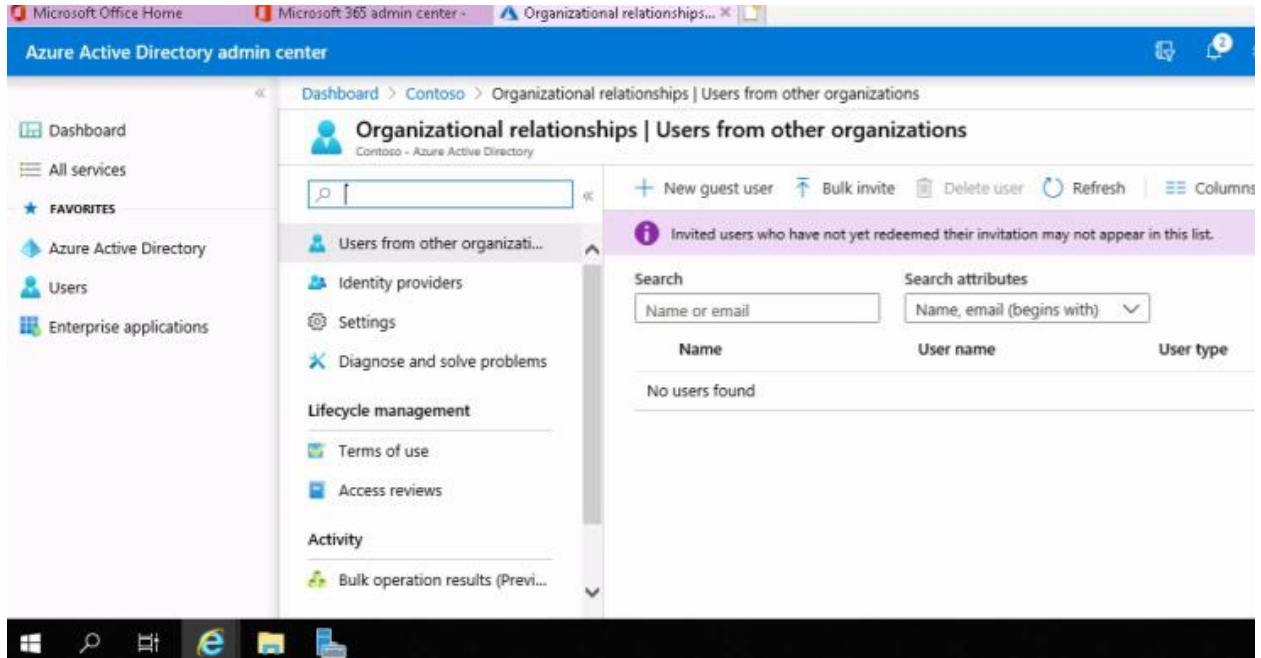 Microsoft Office Home
Microsoft 365 admin center -
Organizational relationships...
Azure Active Directory admin center
2
Dashboard > Contoso > Organizational relationships | Users from other organizations
Dashboard
All services
FAVORITES
Azure Active Directory
Users
Enterprise applications
Organizational relationships | Users from other organizations
Contoso - Azure Active Directory
Users from other organizati...
Identity providers
Settings
Diagnose and solve problems
Lifecycle management
Terms of use
Access reviews
Activity
Bulk operation results (Previ...
New guest user
Bulk invite
Delete user
Refresh
Columns
Invited users who have not yet redeemed their invitation may not appear in this list.
Search
Search attributes
Name or email
Name, email (begins with)
Name
User name
User type
No users found